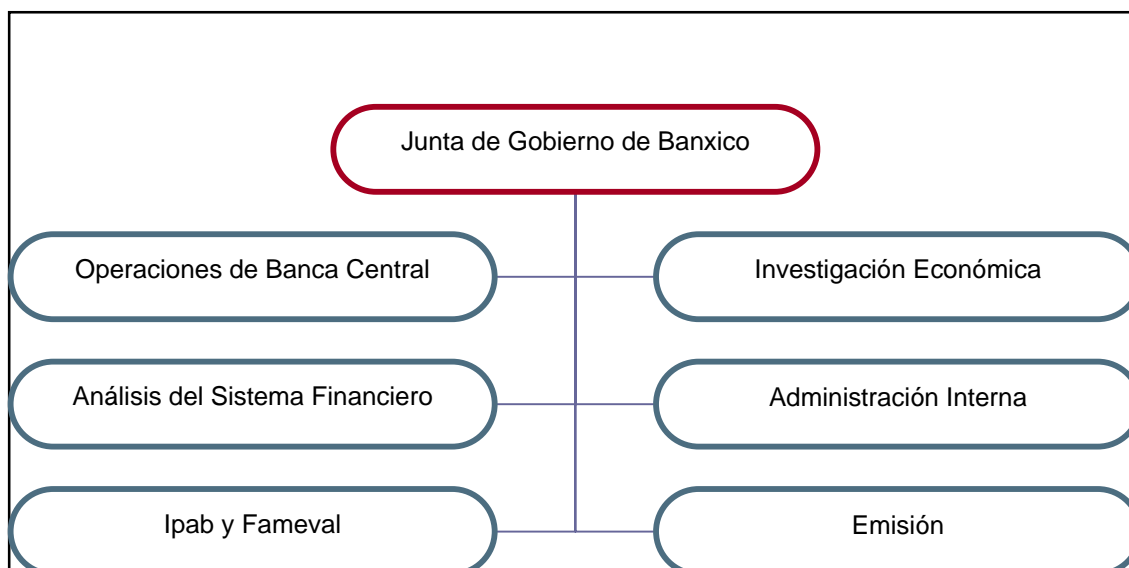 Junta de Gobierno de Banxico
Operaciones de Banca Central
Investigación Económica
Análisis del Sistema Financiero
Administración Interna
Ipab y Fameval
Emisión